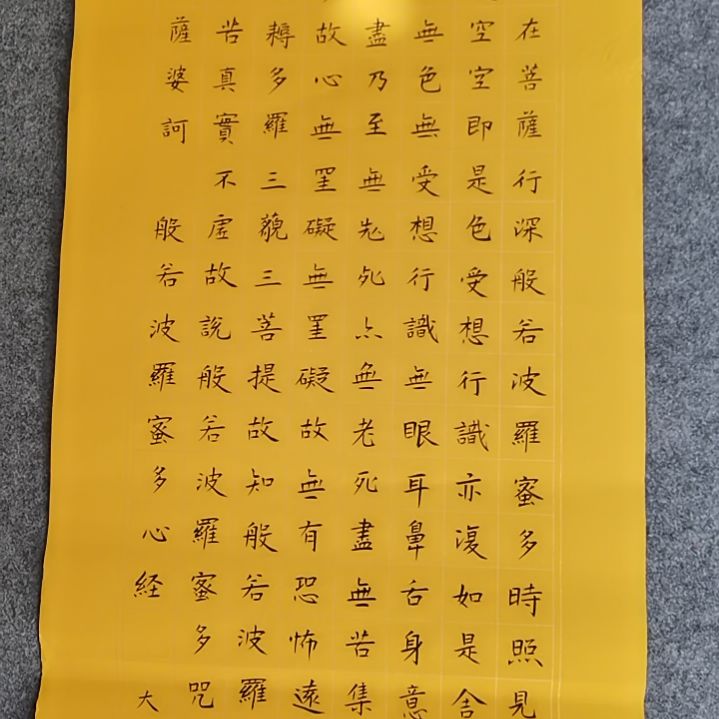 在菩薩行深般若波羅蜜多時照見
空空即是色受想行識亦復如是舍
無色無受想行識無眼耳鼻舌身意
盡乃至無老死亦無老死盡無苦集
故心無罣礙無罣礙故無有恐怖遠
耨多羅三藐三菩提故知般若波羅
苦真實不虛故說般若波羅蜜多咒
薩婆訶 般若波羅蜜多心経 大